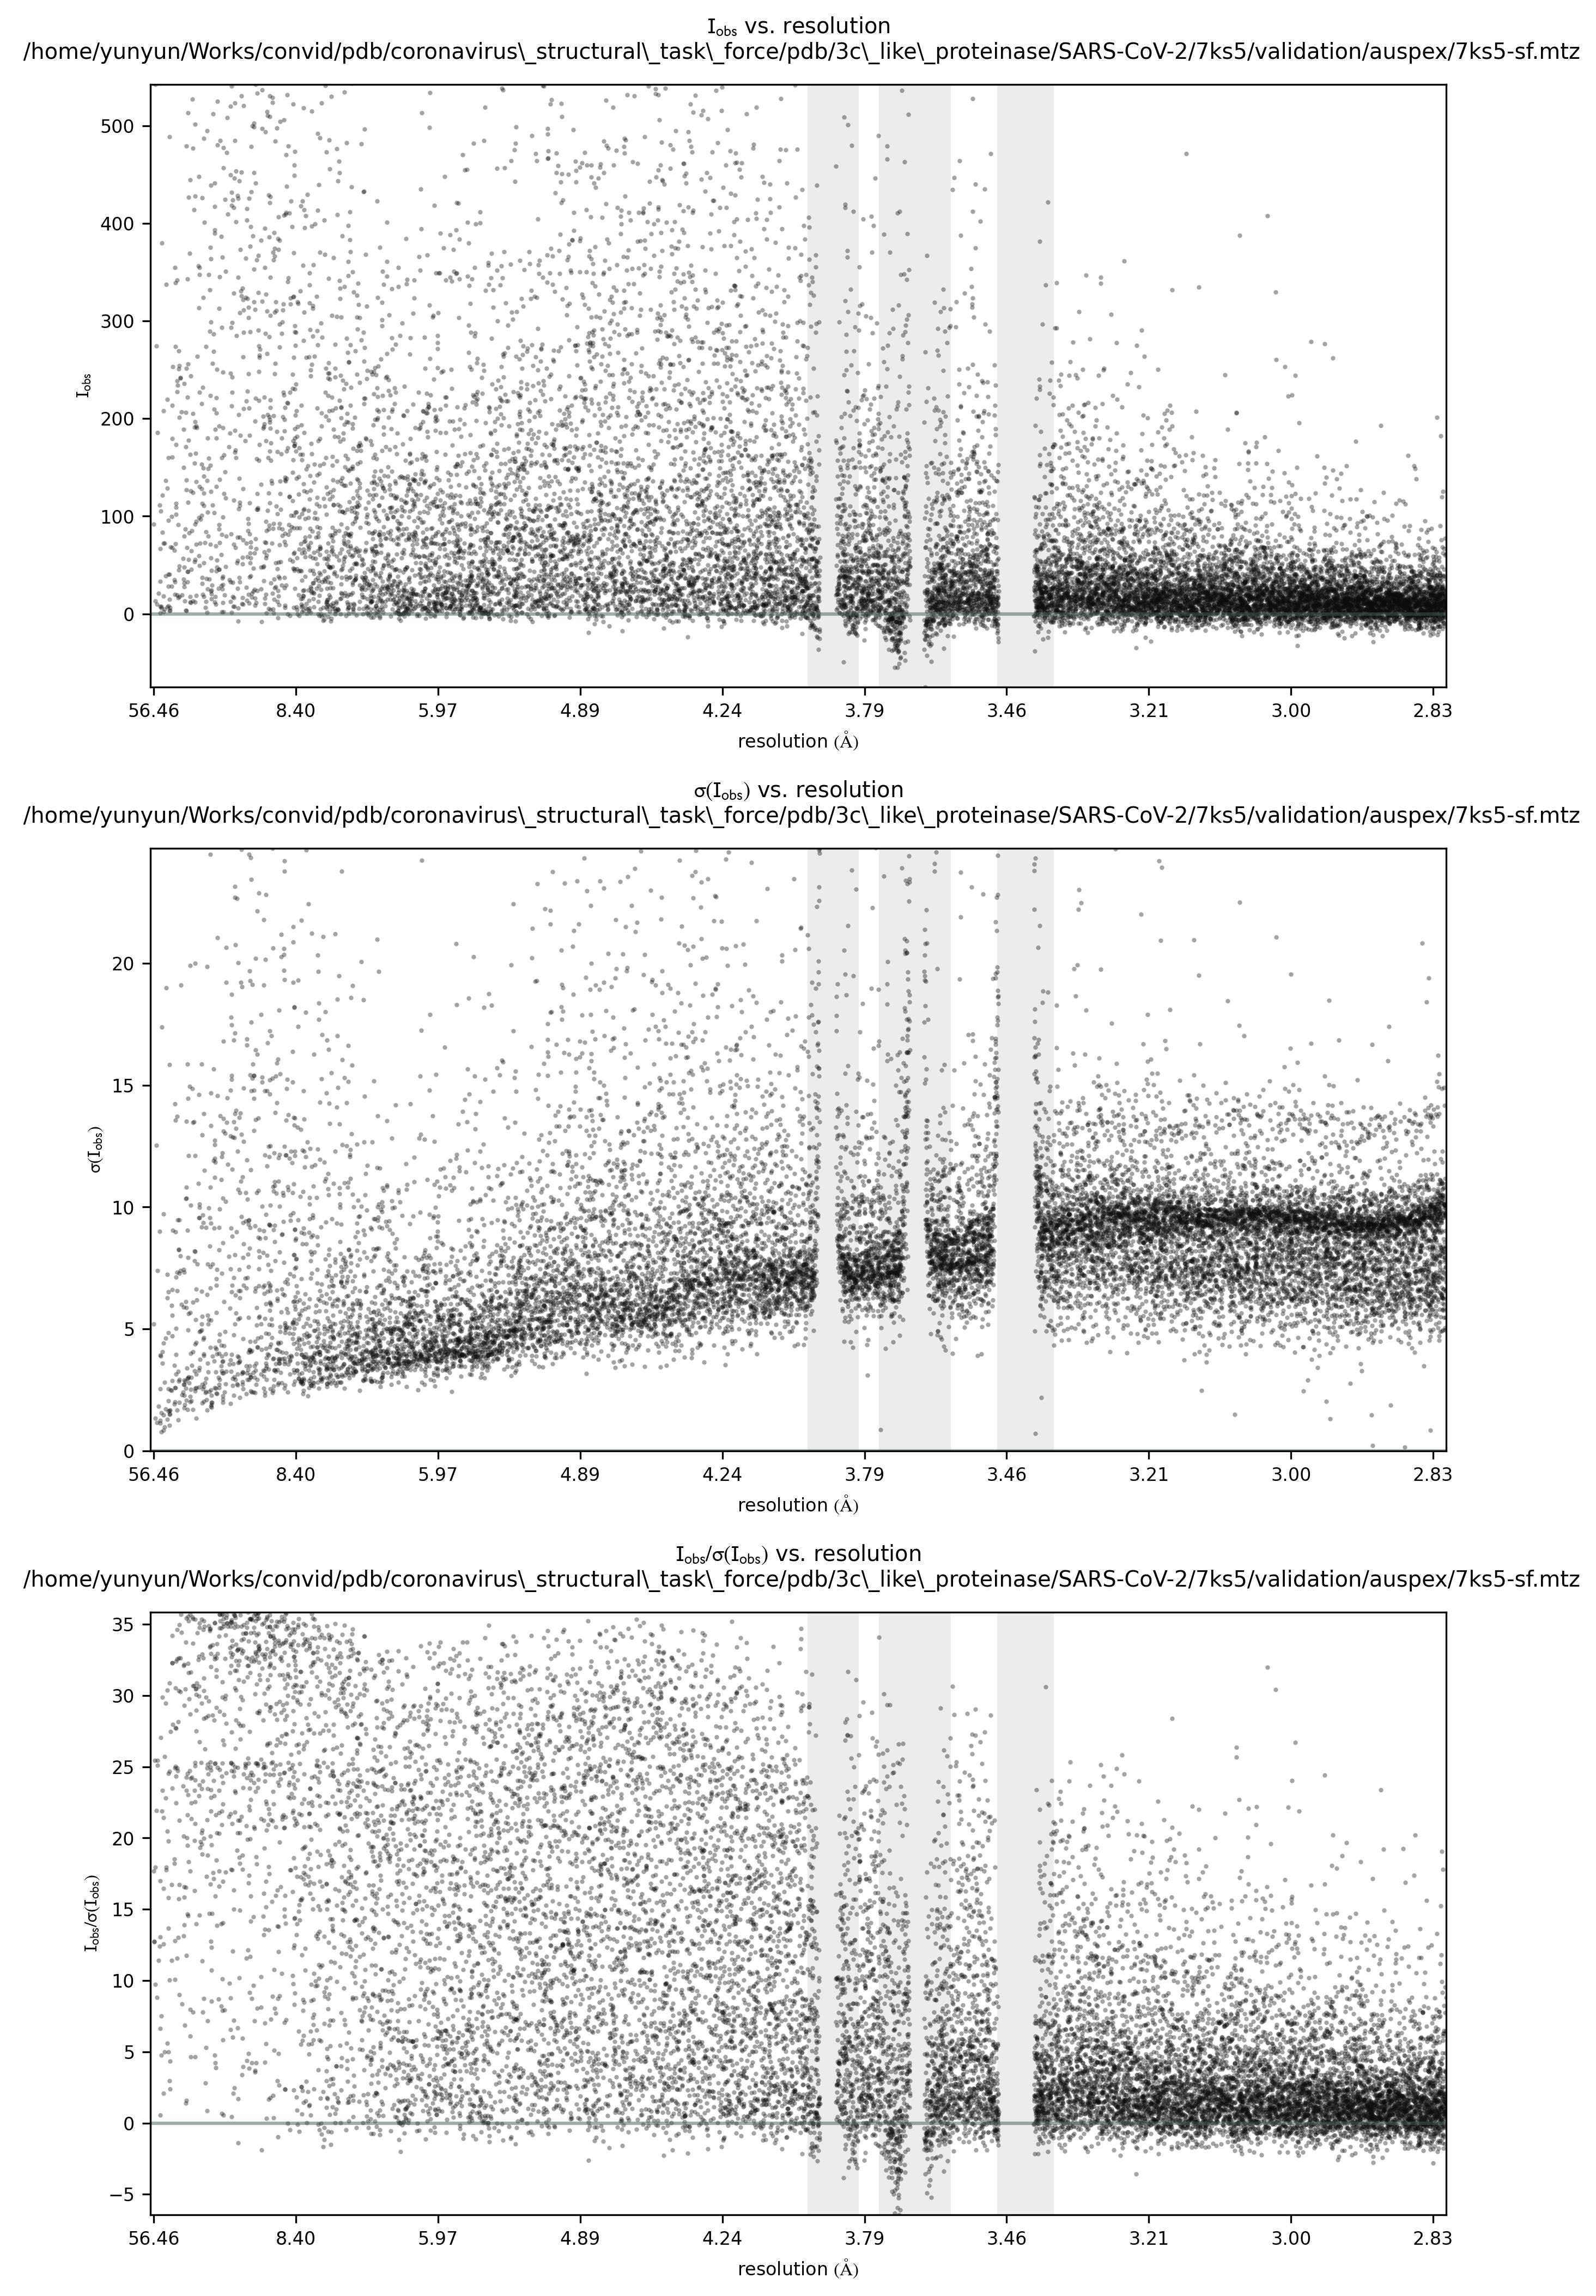 Iobs vs. resolution
/home/yunyun/Works/convid/pdb/coronavirus\_structural\_task\_force/pdb/3c\_like\_proteinase/SARS-CoV-2/7ks5/validation/auspex/7ks5-sf.mtz
500
400
300
200
100
0
Iobs
56.46 8.40 5.97 4.89 4.24 3.79 3.46 3.21 3.00 2.83
resolution (Å)
σ(Iobs) vs. resolution
/home/yunyun/Works/convid/pdb/coronavirus\_structural\_task\_force/pdb/3c\_like\_proteinase/SARS-CoV-2/7ks5/validation/auspex/7ks5-sf.mtz
20
15
10
5
0
σ(Iobs)
56.46 8.40 5.97 4.89 4.24 3.79 3.46 3.21 3.00 2.83
resolution (Å)
Iobs/σ(Iobs) vs. resolution
/home/yunyun/Works/convid/pdb/coronavirus\_structural\_task\_force/pdb/3c\_like\_proteinase/SARS-CoV-2/7ks5/validation/auspex/7ks5-sf.mtz
35
30
25
20
15
10
5
0
−5
Iobs/σ(Iobs)
56.46 8.40 5.97 4.89 4.24 3.79 3.46 3.21 3.00 2.83
resolution (Å)